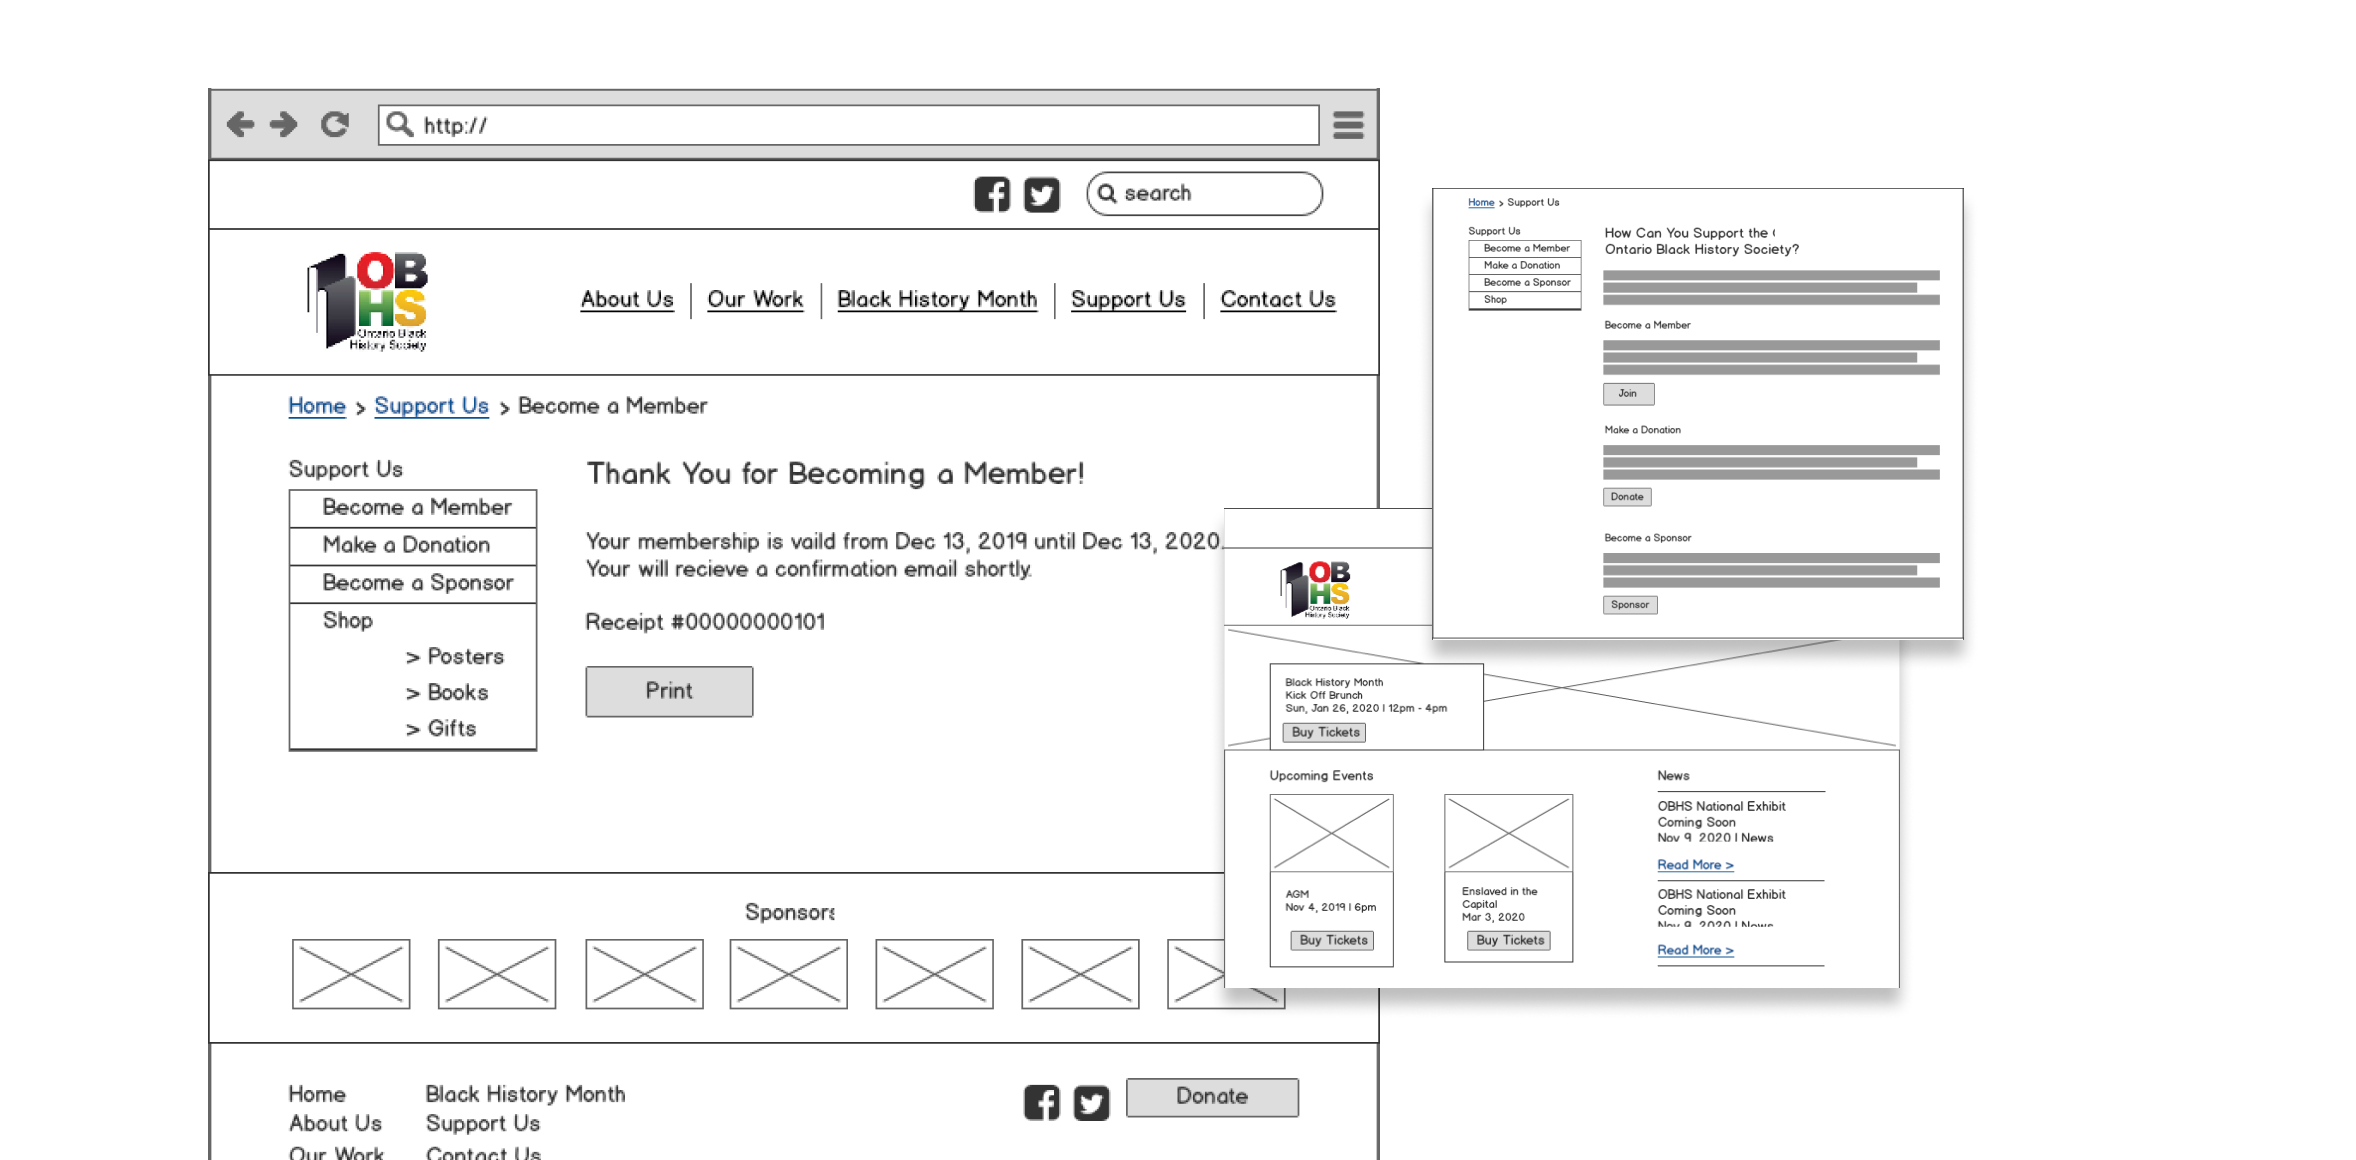 http://
search
OB
HS
Ontario Black
History Society
About Us
Our Work
Black History Month
Support Us
Contact Us
Home > Support Us > Become a Member
Support Us
Become a Member
Make a Donation
Become a Sponsor
Shop
> Posters
> Books
> Gifts
Thank You for Becoming a Member!
Your membership is vaild from Dec 13, 2019 until Dec 13, 2020.
Your will recieve a confirmation email shortly.
Receipt #00000000101
Print
Sponsors
Home
About Us
Our Work
Black History Month
Support Us
Contact Us
Donate
Home > Support Us
Support Us
Become a Member
Make a Donation
Become a Sponsor
Shop
How Can You Support the
Ontario Black History Society?
Become a Member
Join
Make a Donation
Donate
Become a Sponsor
Sponsor
OB
HS
Ontario Black
History Society
Black History Month
Kick Off Brunch
Sun, Jan 26, 2020 | 12pm - 4pm
Buy Tickets
Upcoming Events
AGM
Nov 4, 2019 | 6pm
Buy Tickets
Enslaved in the
Capital
Mar 3, 2020
Buy Tickets
News
OBHS National Exhibit
Coming Soon
Nov 9, 2020 | News
Read More >
OBHS National Exhibit
Coming Soon
Nov 9, 2020 | News
Read More >